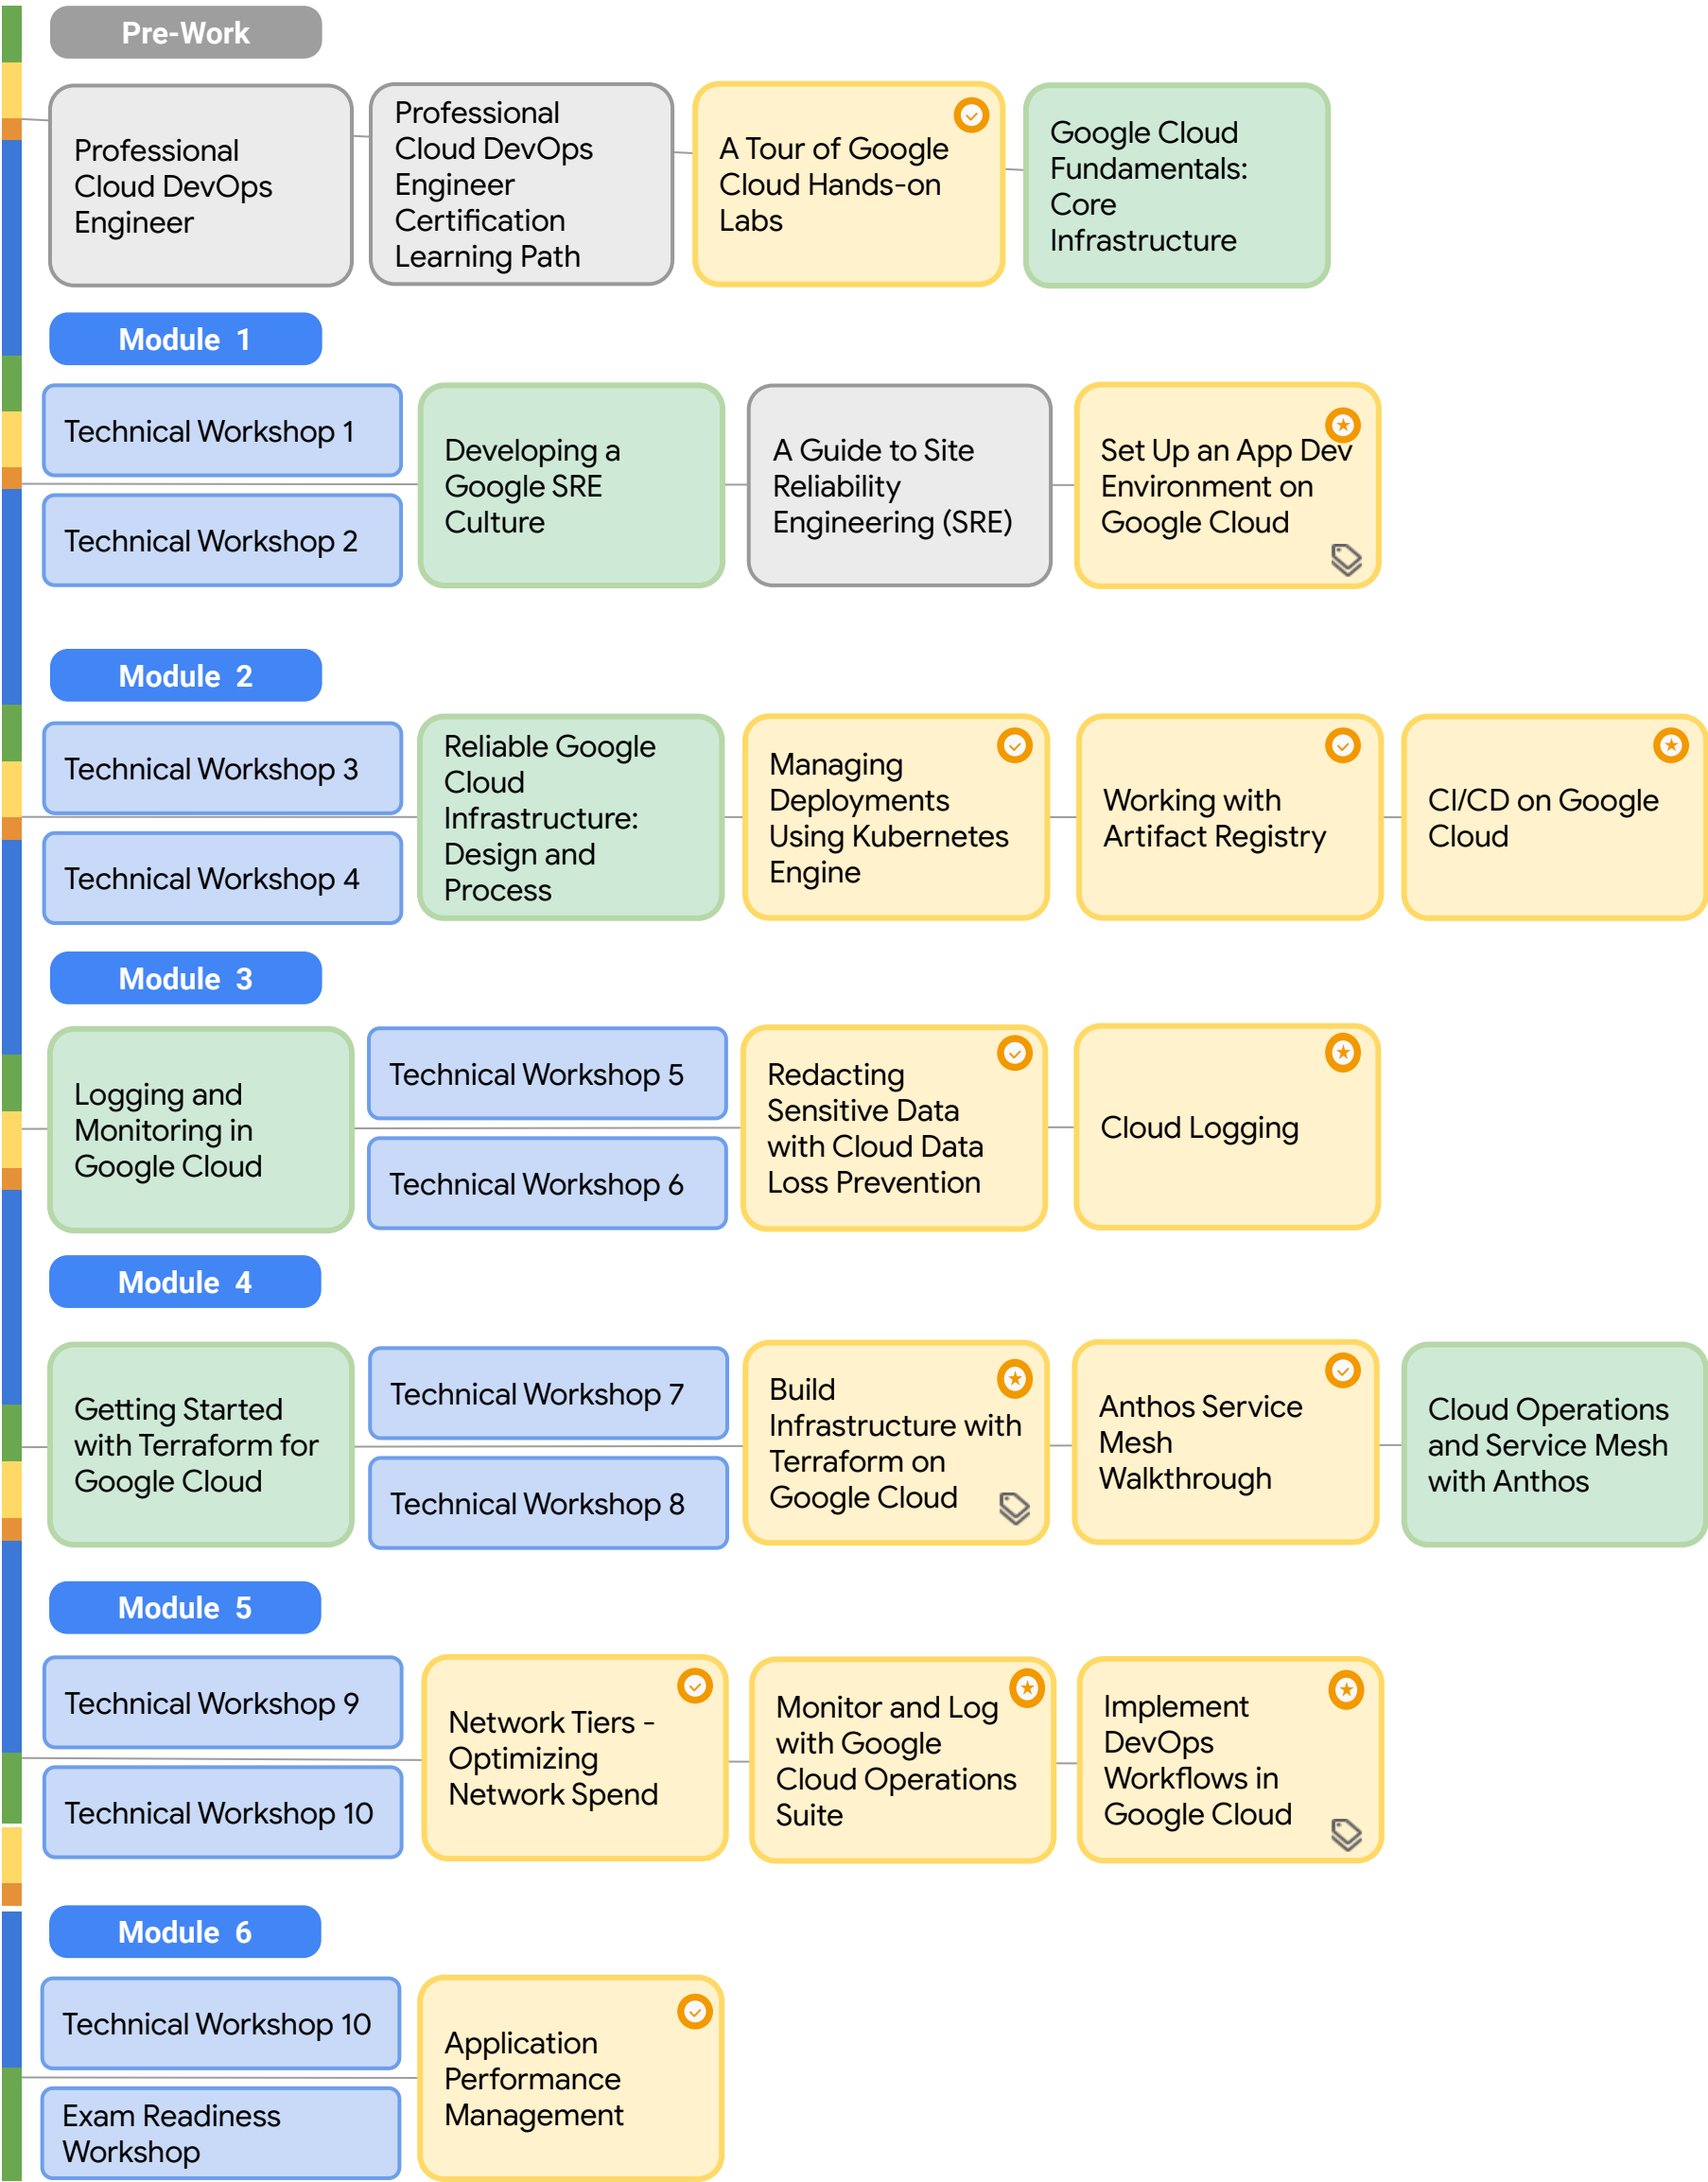 Pre-Work
Professional
Cloud DevOps
Engineer
Professional
Cloud DevOps
Engineer
Certification
Learning Path
A Tour of Google
Cloud Hands-on
Labs
Google Cloud
Fundamentals:
Core
Infrastructure
Module 1
Technical Workshop 1
Technical Workshop 2
Developing a
Google SRE
Culture
A Guide to Site
Reliability
Engineering (SRE)
Set Up an App Dev
Environment on
Google Cloud
Module 2
Technical Workshop 3
Technical Workshop 4
Reliable Google
Cloud
Infrastructure:
Design and
Process
Managing
Deployments
Using Kubernetes
Engine
Working with
Artifact Registry
CI/CD on Google
Cloud
Module 3
Logging and
Monitoring in
Google Cloud
Technical Workshop 5
Technical Workshop 6
Redacting
Sensitive Data
with Cloud Data
Loss Prevention
Cloud Logging
Module 4
Getting Started
with Terraform for
Google Cloud
Technical Workshop 7
Technical Workshop 8
Build
Infrastructure with
Terraform on
Google Cloud
Anthos Service
Mesh
Walkthrough
Cloud Operations
and Service Mesh
with Anthos
Module 5
Technical Workshop 9
Technical Workshop 10
Network Tiers -
Optimizing
Network Spend
Monitor and Log
with Google
Cloud Operations
Suite
Implement
DevOps
Workflows in
Google Cloud
Module 6
Technical Workshop 10
Exam Readiness
Workshop
Application
Performance
Management